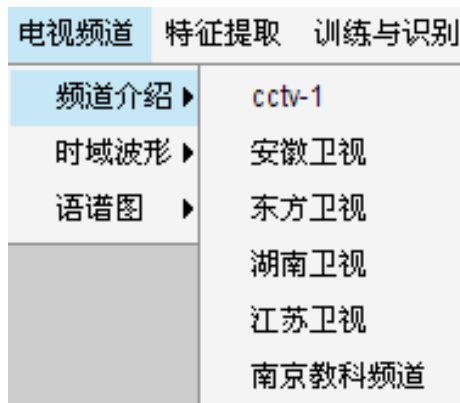 电视频道 特征提取 训练与识别
频道介绍 cctv-1
时域波形 安徽卫视
语谱图 东方卫视
湖南卫视
江苏卫视
南京教科频道